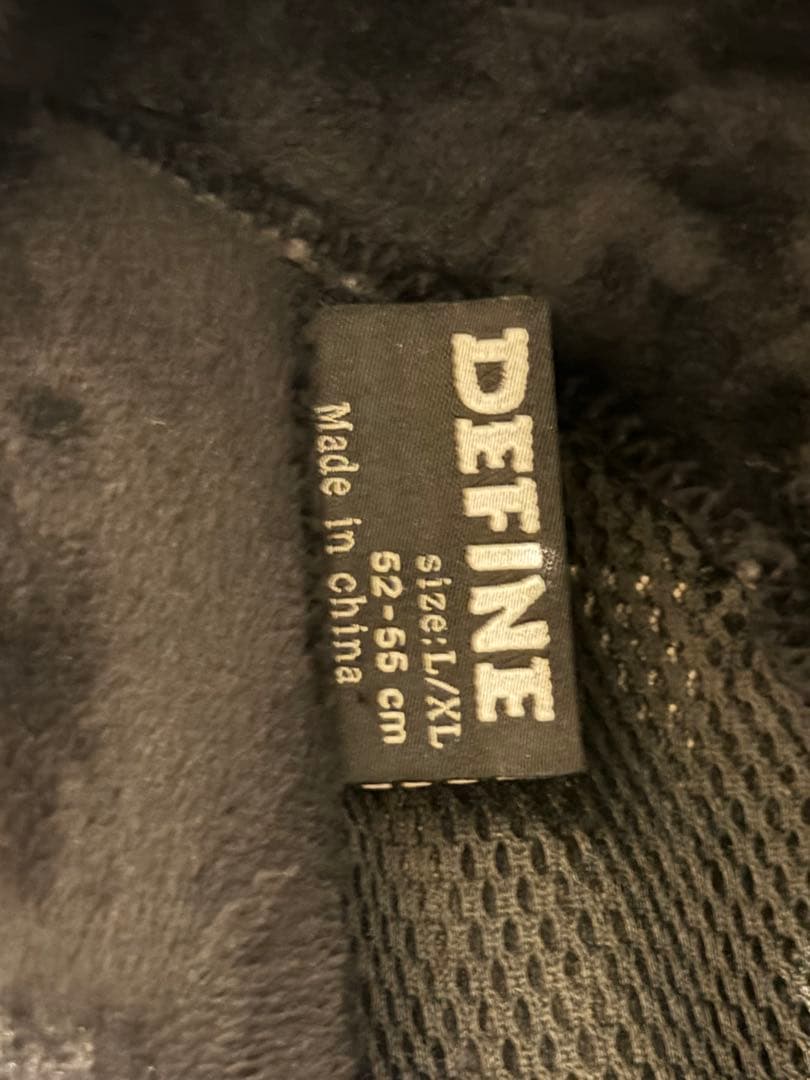 DEFINE
size:L/XL
52-55 cm
Made in china